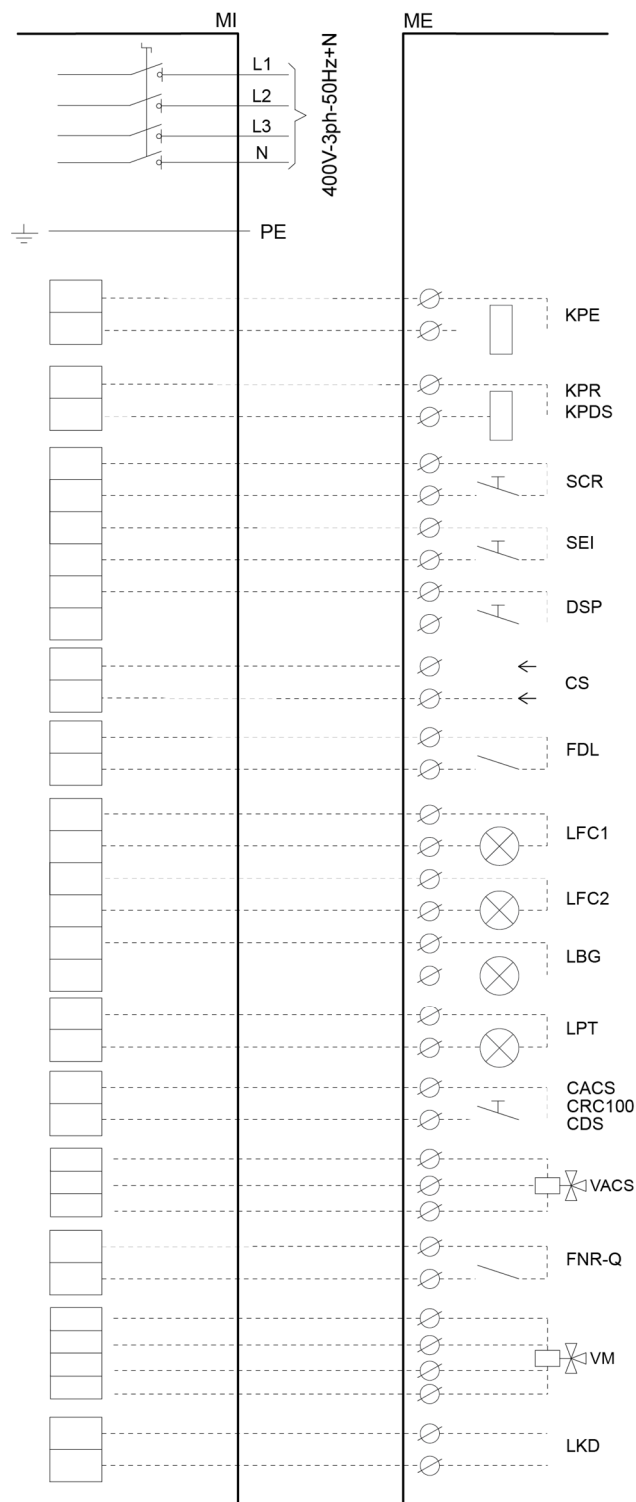 MI ME
L1
L2
L3
N
400V-3ph-50Hz+N
PE
KPE
KPR
KPDS
SCR
SEI
DSP
CS
FDL
LFC1
LFC2
LBG
LPT
CACS
CRC100
CDS
VACS
FNR-Q
VM
LKD